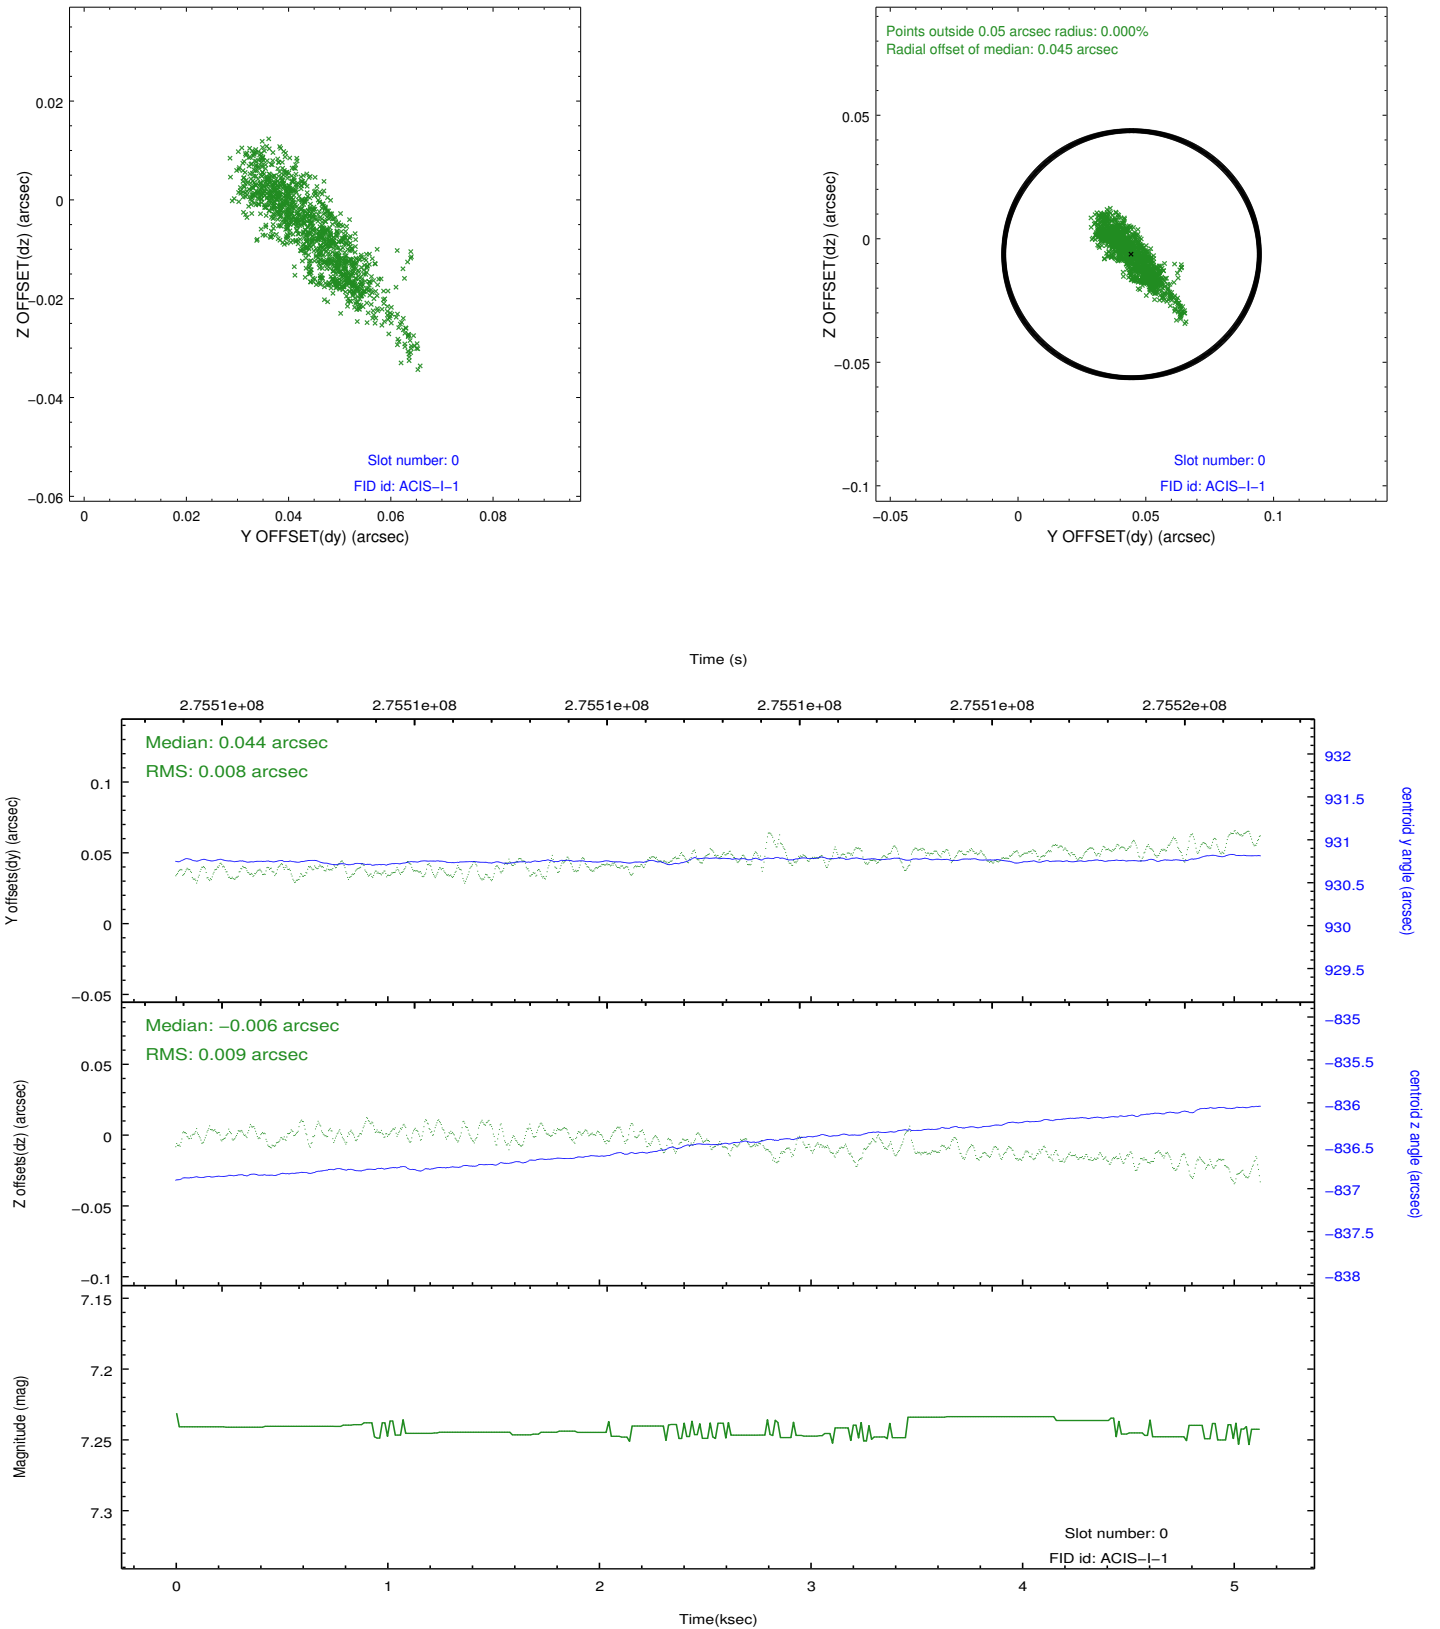 0.02
0
−0.02
−0.04
−0.06
Z OFFSET(dz) (arcsec)
Slot number: 0
FID id: ACIS−I−1
0
0.02
0.04
0.06
0.08
Y OFFSET(dy) (arcsec)
Points outside 0.05 arcsec radius: 0.000%
Radial offset of median: 0.045 arcsec
0.05
0
−0.05
−0.1
Z OFFSET(dz) (arcsec)
Slot number: 0
FID id: ACIS−I−1
−0.05
0
0.05
0.1
Y OFFSET(dy) (arcsec)
Time (s)
2.7551e+08
2.7551e+08
2.7551e+08
2.7551e+08
2.7551e+08
2.7552e+08
Median: 0.044 arcsec
RMS: 0.008 arcsec
0.1
0.05
0
−0.05
Y offsets(dy) (arcsec)
932
931.5
931
930.5
930
929.5
centroid y angle (arcsec)
Median: −0.006 arcsec
RMS: 0.009 arcsec
0.05
0
−0.05
−0.1
Z offsets(dz) (arcsec)
−835
−835.5
−836
−836.5
−837
−837.5
−838
centroid z angle (arcsec)
7.15
7.2
7.25
7.3
Magnitude (mag)
Slot number: 0
FID id: ACIS−I−1
0
1
2
3
4
5
Time(ksec)